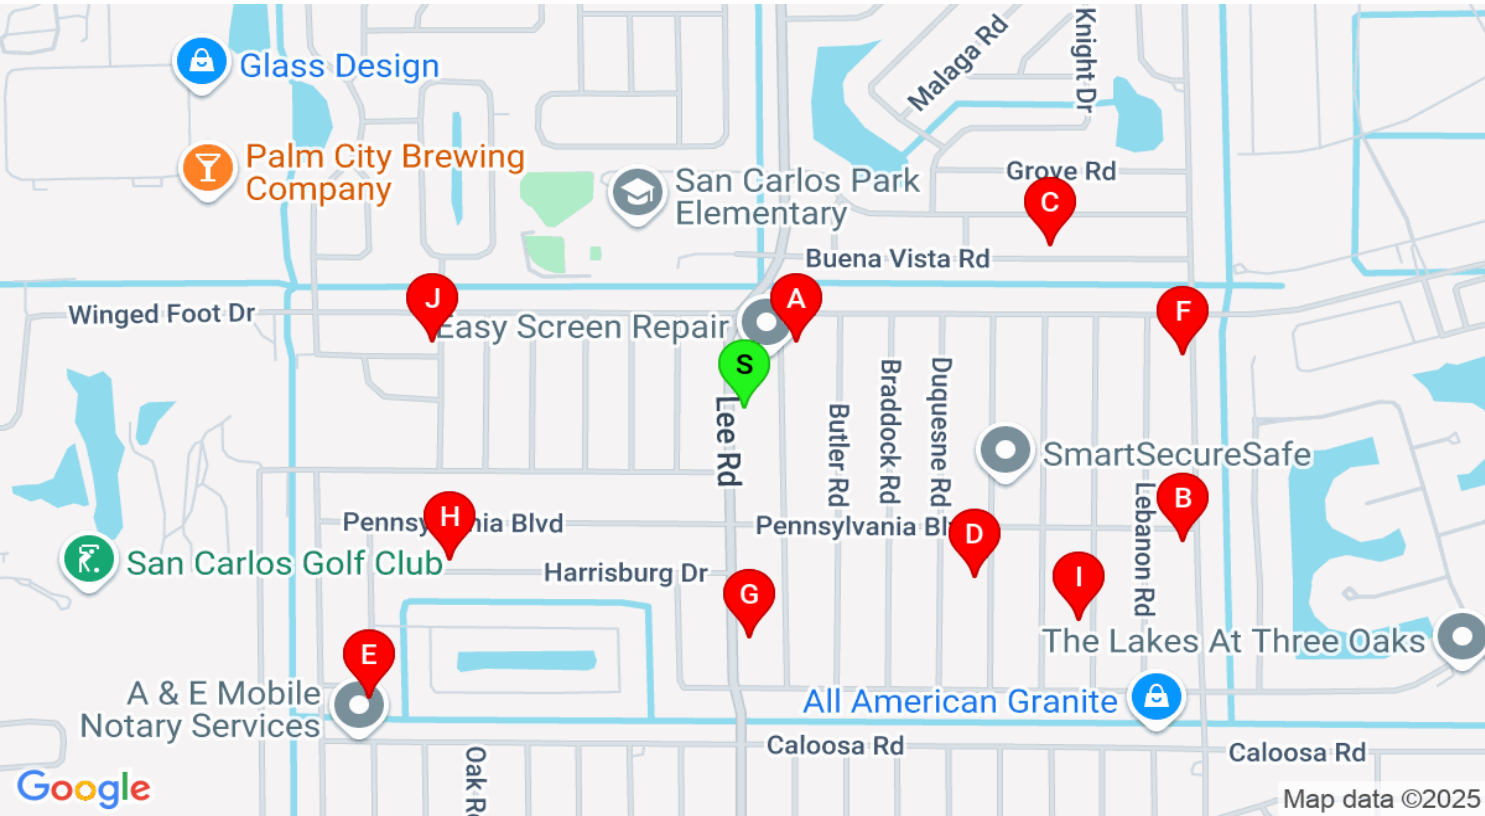 Knight Dr
Malaga Rd
Glass Design
Palm City Brewing
Company
San Carlos Park
Elementary
Grove Rd
C
Buena Vista Rd
J
A
F
Winged Foot Dr
Easy Screen Repair
S
Lee Rd
Butler Rd
Braddock Rd
Duquesne Rd
SmartSecureSafe
Lebanon Rd
B
H
Pennsylvania Blvd
Pennsylvania Bl
D
San Carlos Golf Club
Harrisburg Dr
G
I
The Lakes At Three Oaks
E
A & E Mobile
Notary Services
All American Granite
Caloosa Rd
Caloosa Rd
Oak R
Google
Map data ©2025